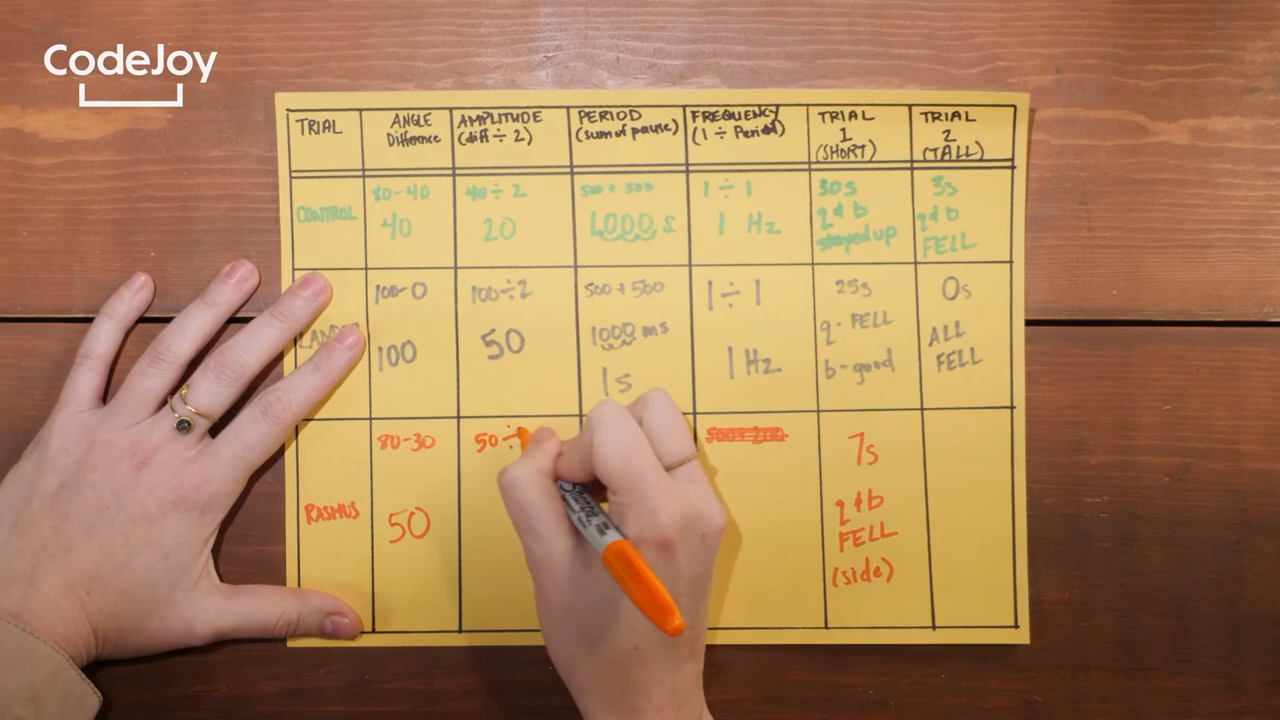 CodeJoy
TRIAL
ANGLE
Difference
AMPLITUDE
(diff ÷ 2)
PERIOD
(sum of pause)
FREQUENCY
(1 ÷ Period)
TRIAL
1
(SHORT)
TRIAL
2
(TALL)
CONTROL
80-40
40
40 ÷ 2
20
500 + 500
1000 s
1 ÷ 1
1 Hz
30s
q & b
stayed up
3s
q & b
FELL
100-0
100
100÷2
50
500 + 500
1000 ms
1s
1 ÷ 1
1 Hz
25s
q - FELL
b-good
0s
ALL
FELL
RASMUS
80-30
50
50 ÷
500+200
7s
q & b
FELL
(side)
Sharpie